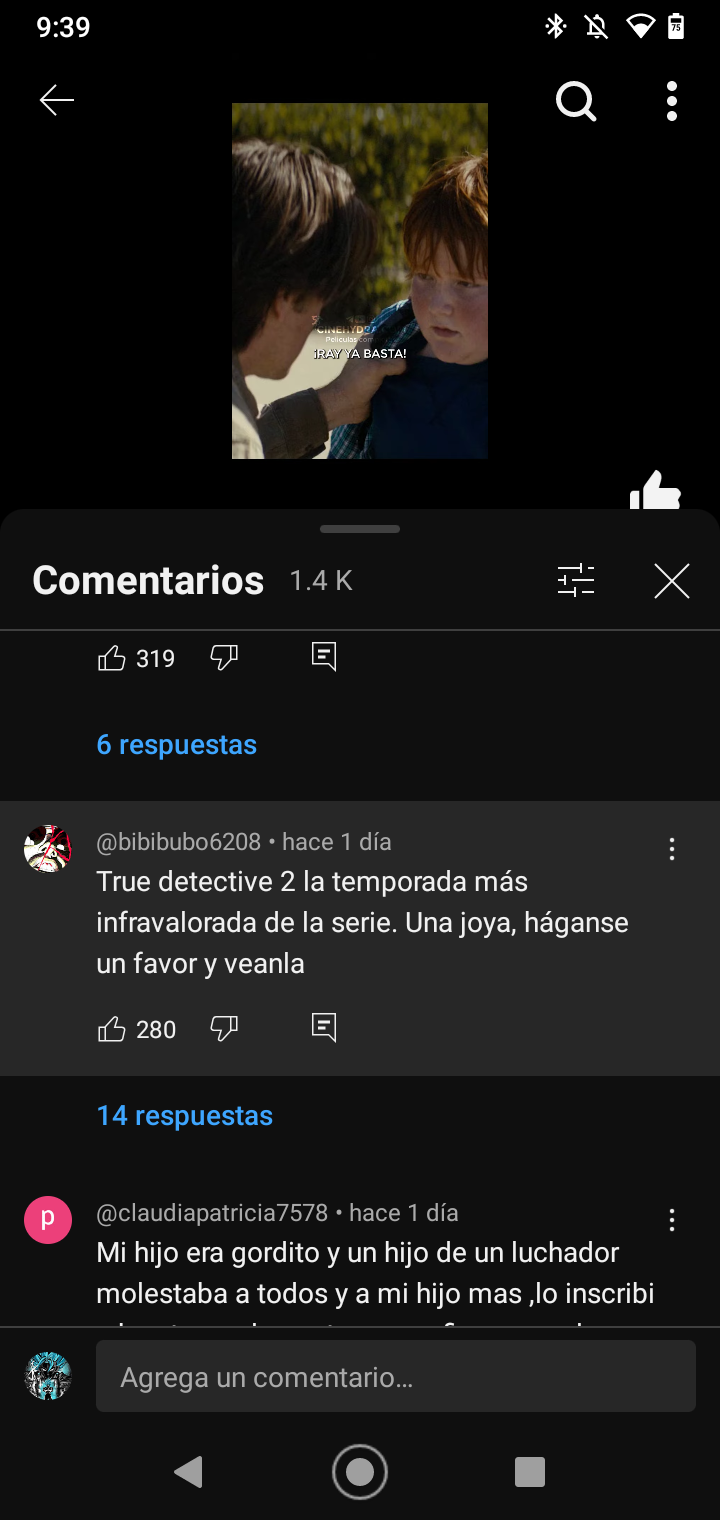 9:39
75
CINEHYD
Peliculas.com
¡RAY YA BASTA!
Comentarios 1.4 K
319
6 respuestas
@bibibubo6208 • hace 1 día
True detective 2 la temporada más
infravalorada de la serie. Una joya, háganse
un favor y veanla
280
14 respuestas
p
@claudiapatricia7578 • hace 1 día
Mi hijo era gordito y un hijo de un luchador
molestaba a todos y a mi hijo mas ,lo inscribi
Agrega un comentario...